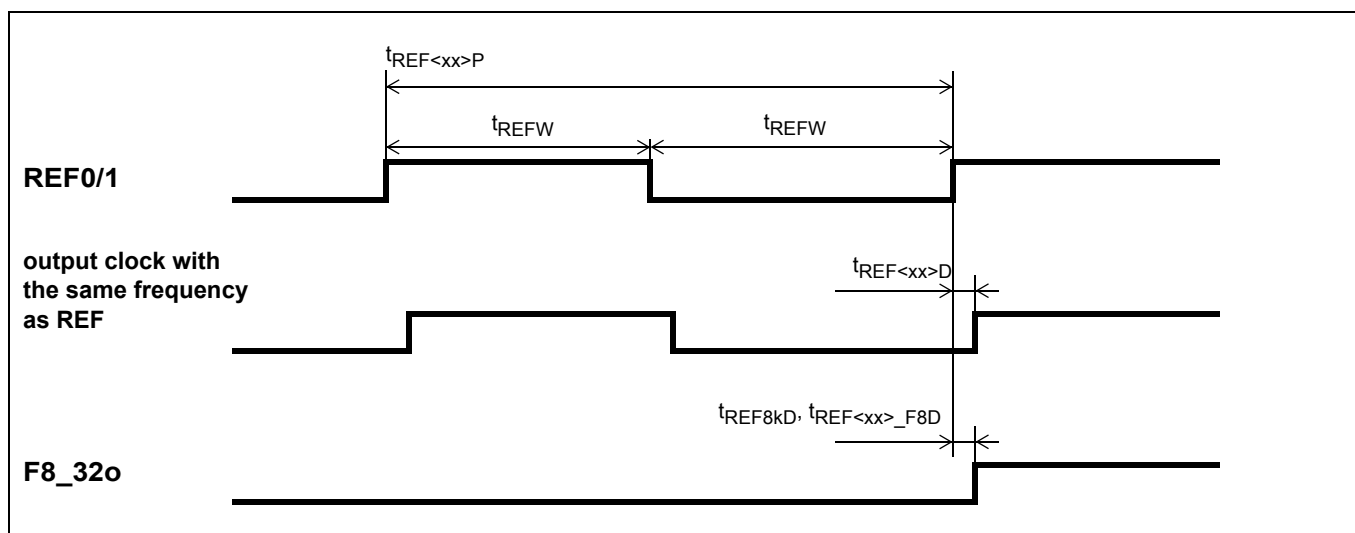 tREF<xx>P
tREFW
tREFW
REF0/1
output clock with
the same frequency
as REF
tREF<xx>D
tREF8kD, tREF<xx>_F8D
F8_32o